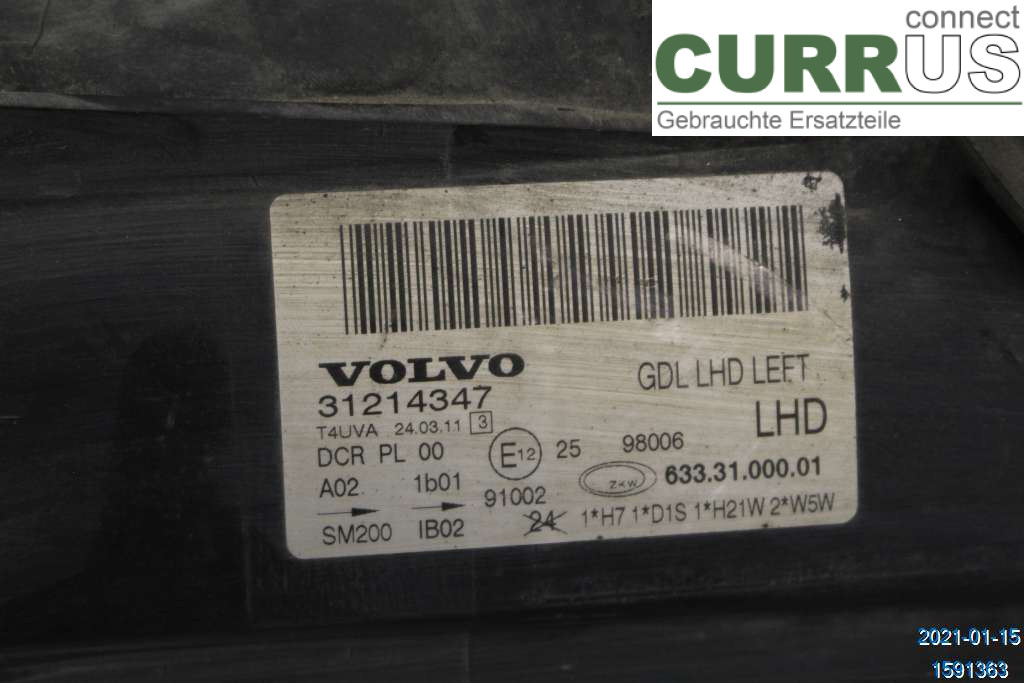 connect
CURRUS
Gebrauchte Ersatzteile
VOLVO
GDL LHD LEFT
31214347
LHD
T4UVA 24.03.11 3
DCR PL 00
E12 25 98006
A02 1b01
ZKW 633.31.000.01
91002
SM200 IB02
24 1*H7 1*D1S 1*H21W 2*W5W
2021-01-15
1591363